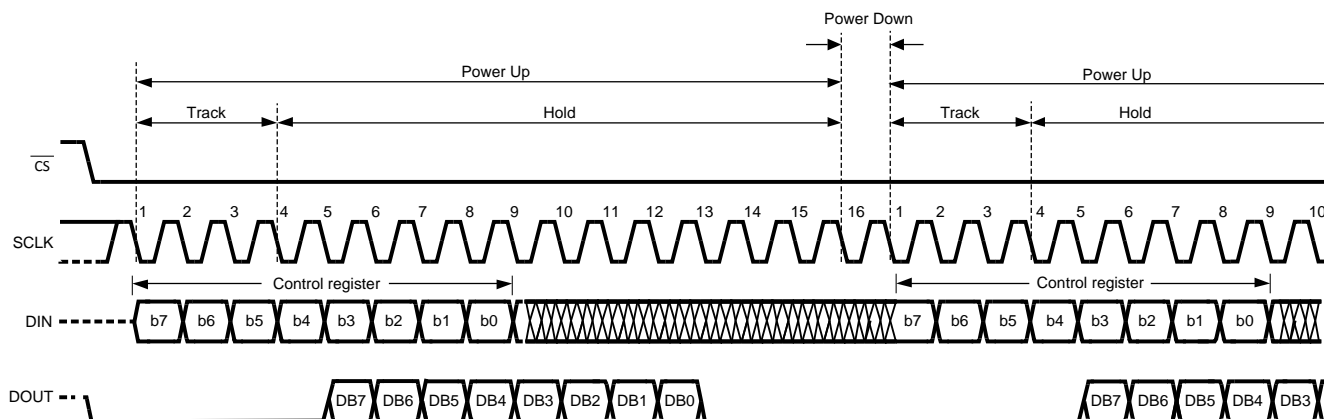 Power Down
Power Up Power Up
Track Hold Track Hold
CS
1 2 3 4 5 6 7 8 9 10 11 12 13 14 15 16 1 2 3 4 5 6 7 8 9 10
SCLK
Control register Control register
DIN b7 b6 b5 b4 b3 b2 b1 b0 b7 b6 b5 b4 b3 b2 b1 b0
DOUT DB7 DB6 DB5 DB4 DB3 DB2 DB1 DB0 DB7 DB6 DB5 DB4 DB3